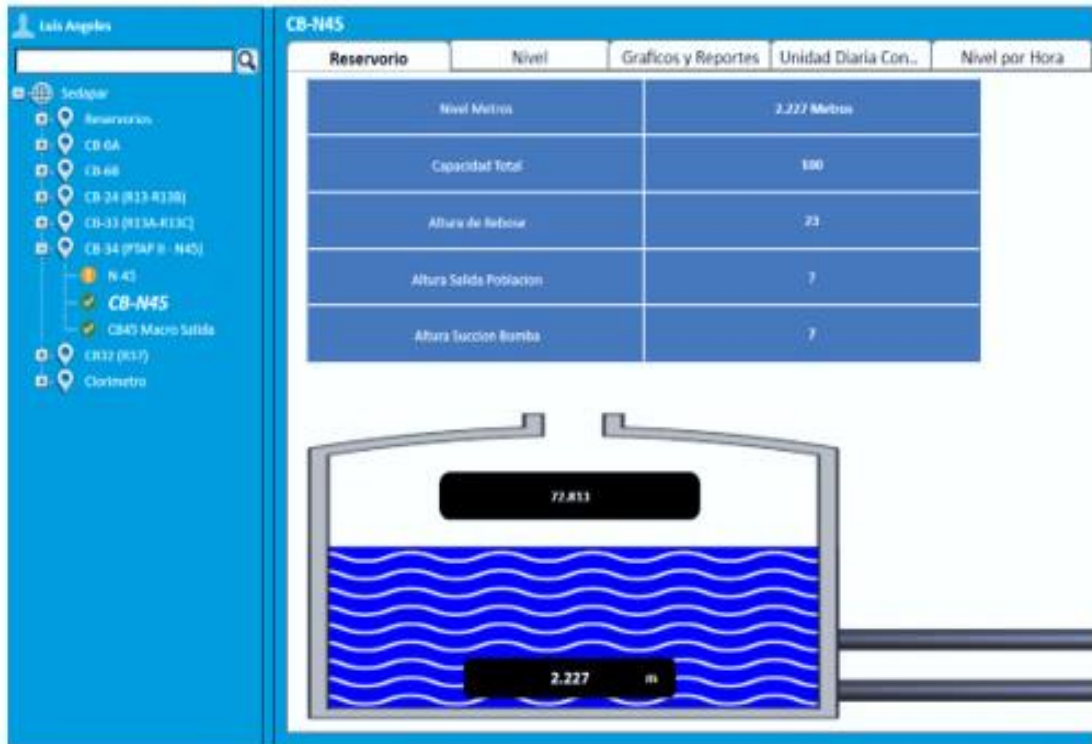 Luis Angeles
Sedapar
Reservorios
CB-6A
CB-6B
CB-24 (R13-R13B)
CB-33 (R13A-R13C)
CB-34 (PTAP II - N45)
N-45
CB-N45
CB45 Macro Salida
CB32 (R57)
Clorimetro
CB-N45
Reservorio
Nivel
Graficos y Reportes
Unidad Diaria Con...
Nivel por Hora
Nivel Metros
2.227 Metros
Capacidad Total
Altura de Rebose
23
Altura Salida Poblacion
7
Altura Succion Bomba
7
72.813
2.227 m